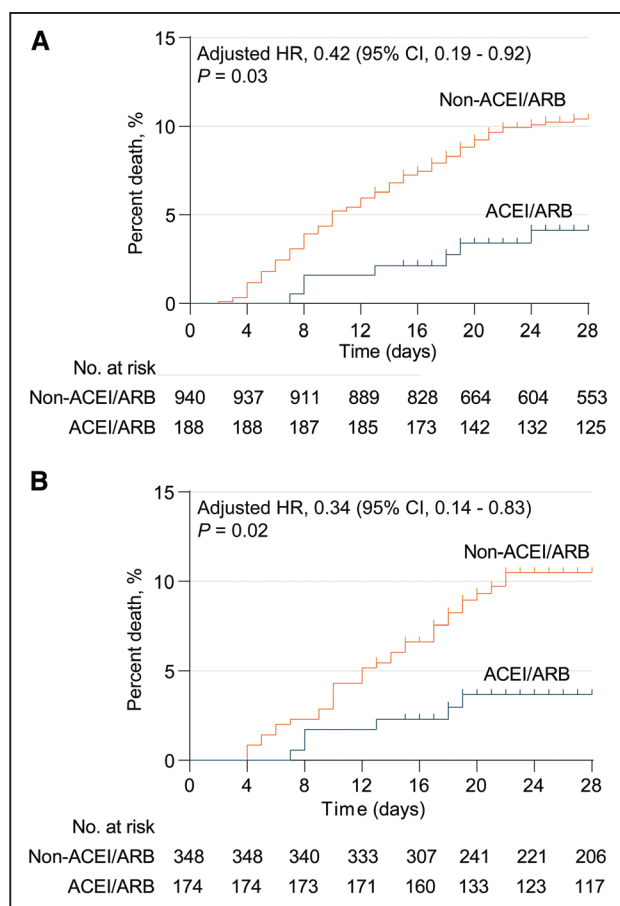 A
Adjusted HR, 0.42 (95% CI, 0.19 - 0.92)
P = 0.03
Non-ACEI/ARB
ACEI/ARB
Percent death, %
15
10
5
0
0 4 8 12 16 20 24 28
Time (days)
No. at risk
Non-ACEI/ARB 940 937 911 889 828 664 604 553
ACEI/ARB 188 188 187 185 173 142 132 125
B
Adjusted HR, 0.34 (95% CI, 0.14 - 0.83)
P = 0.02
Non-ACEI/ARB
ACEI/ARB
Percent death, %
15
10
5
0
0 4 8 12 16 20 24 28
Time (days)
No. at risk
Non-ACEI/ARB 348 348 340 333 307 241 221 206
ACEI/ARB 174 174 173 171 160 133 123 117